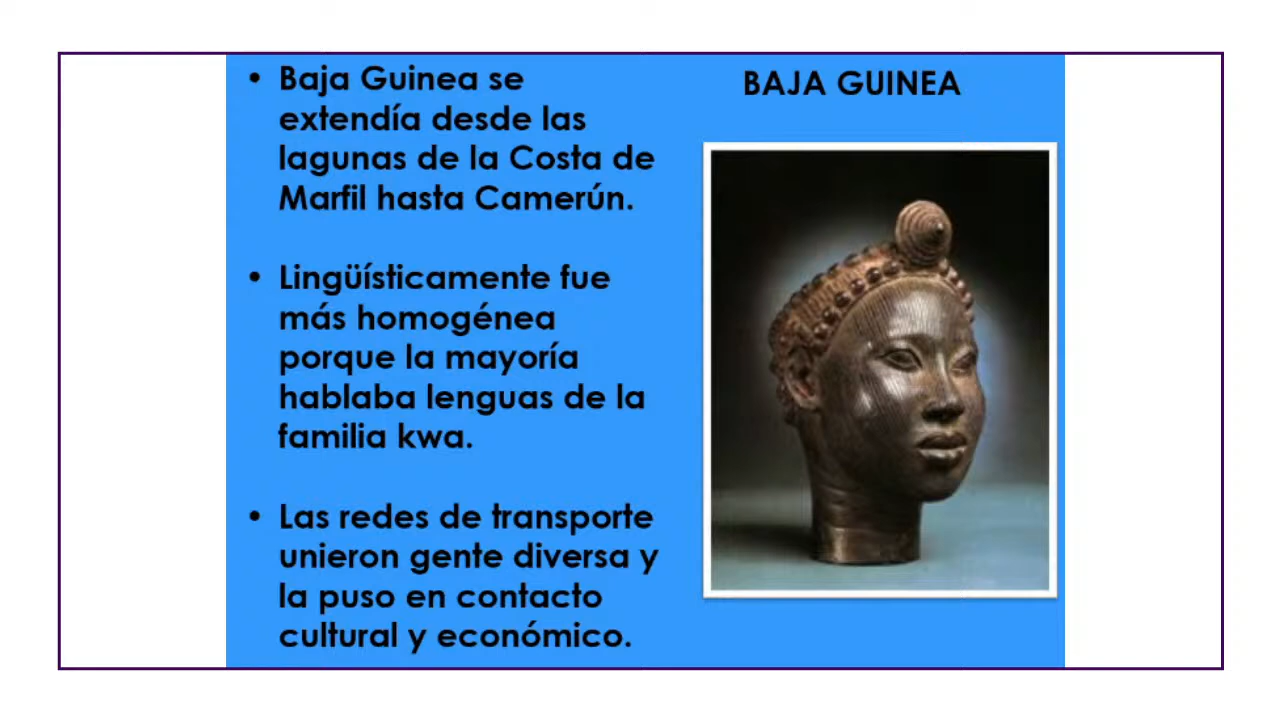 BAJA GUINEA
• Baja Guinea se
extendía desde las
lagunas de la Costa de
Marfil hasta Camerún.
• Lingüísticamente fue
más homogénea
porque la mayoría
hablaba lenguas de la
familia kwa.
• Las redes de transporte
unieron gente diversa y
la puso en contacto
cultural y económico.